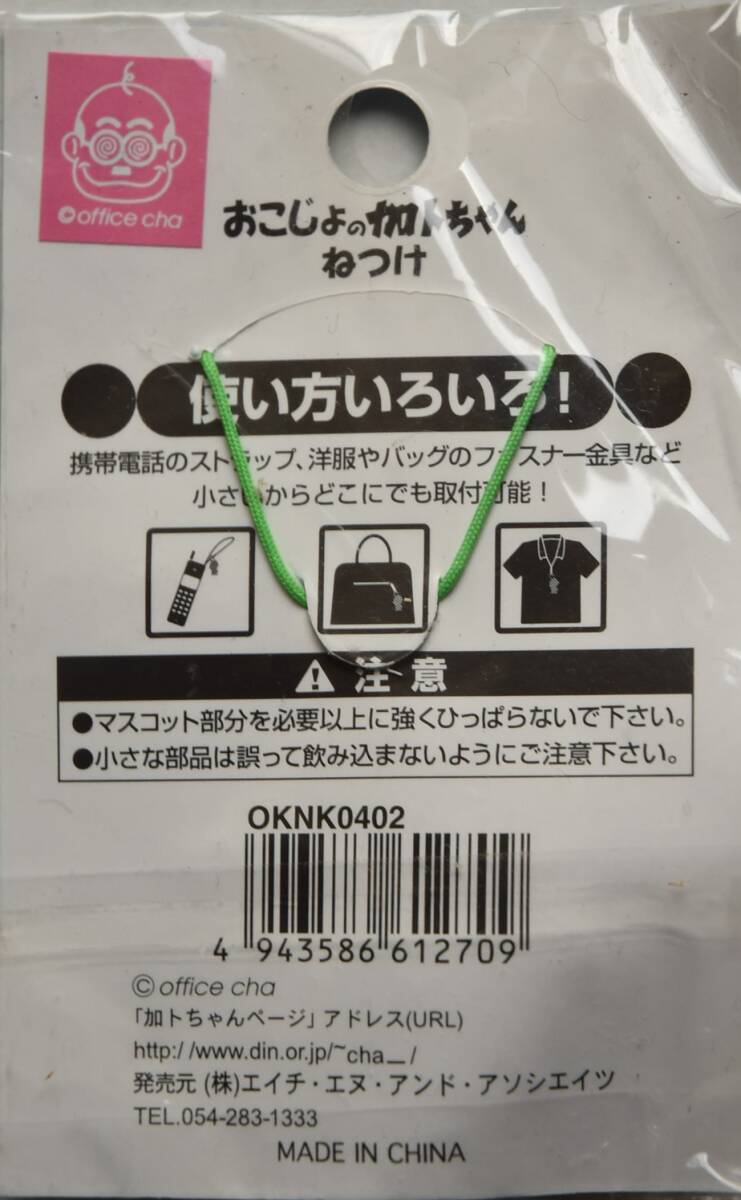 ©office cha
おこじょの加トちゃん
ねつけ
使い方いろいろ!
携帯電話のストラップ、洋服やバッグのファスナー金具など
小さいからどこにでも取付可能!
注意
●マスコット部分を必要以上に強くひっぱらないで下さい。
●小さな部品は誤って飲み込まないようにご注意下さい。
OKNK0402
4 943586 612709
©office cha
「加トちゃんページ」アドレス(URL)
http://www.din.or.jp/~cha_/
発売元 (株)エイチ・エヌ・アンド・アソシエイツ
TEL.054-283-1333
MADE IN CHINA